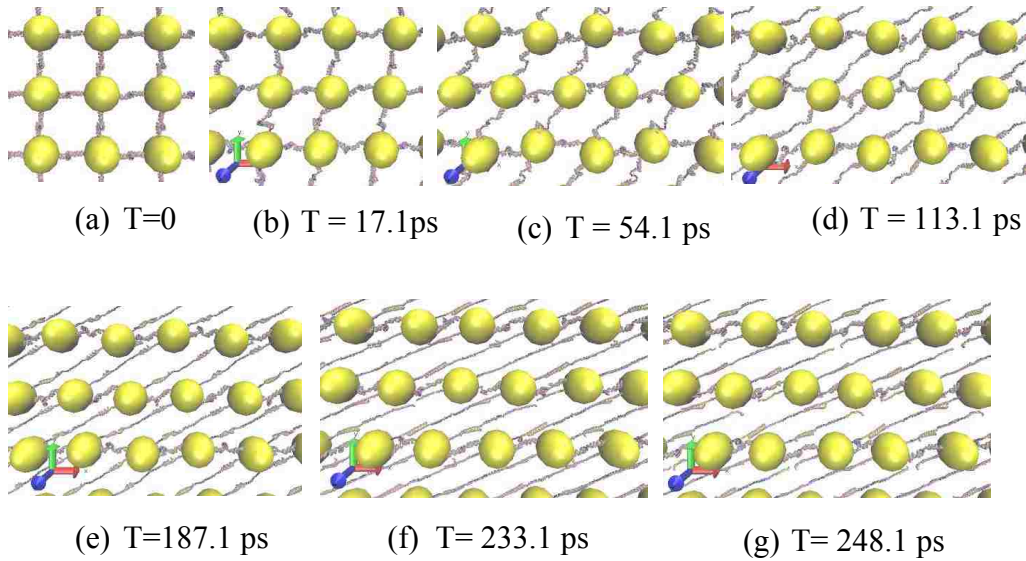 (a) T=0
(b) T = 17.1ps
(c) T = 54.1 ps
(d) T = 113.1 ps
(e) T=187.1 ps
(f) T= 233.1 ps
(g) T= 248.1 ps